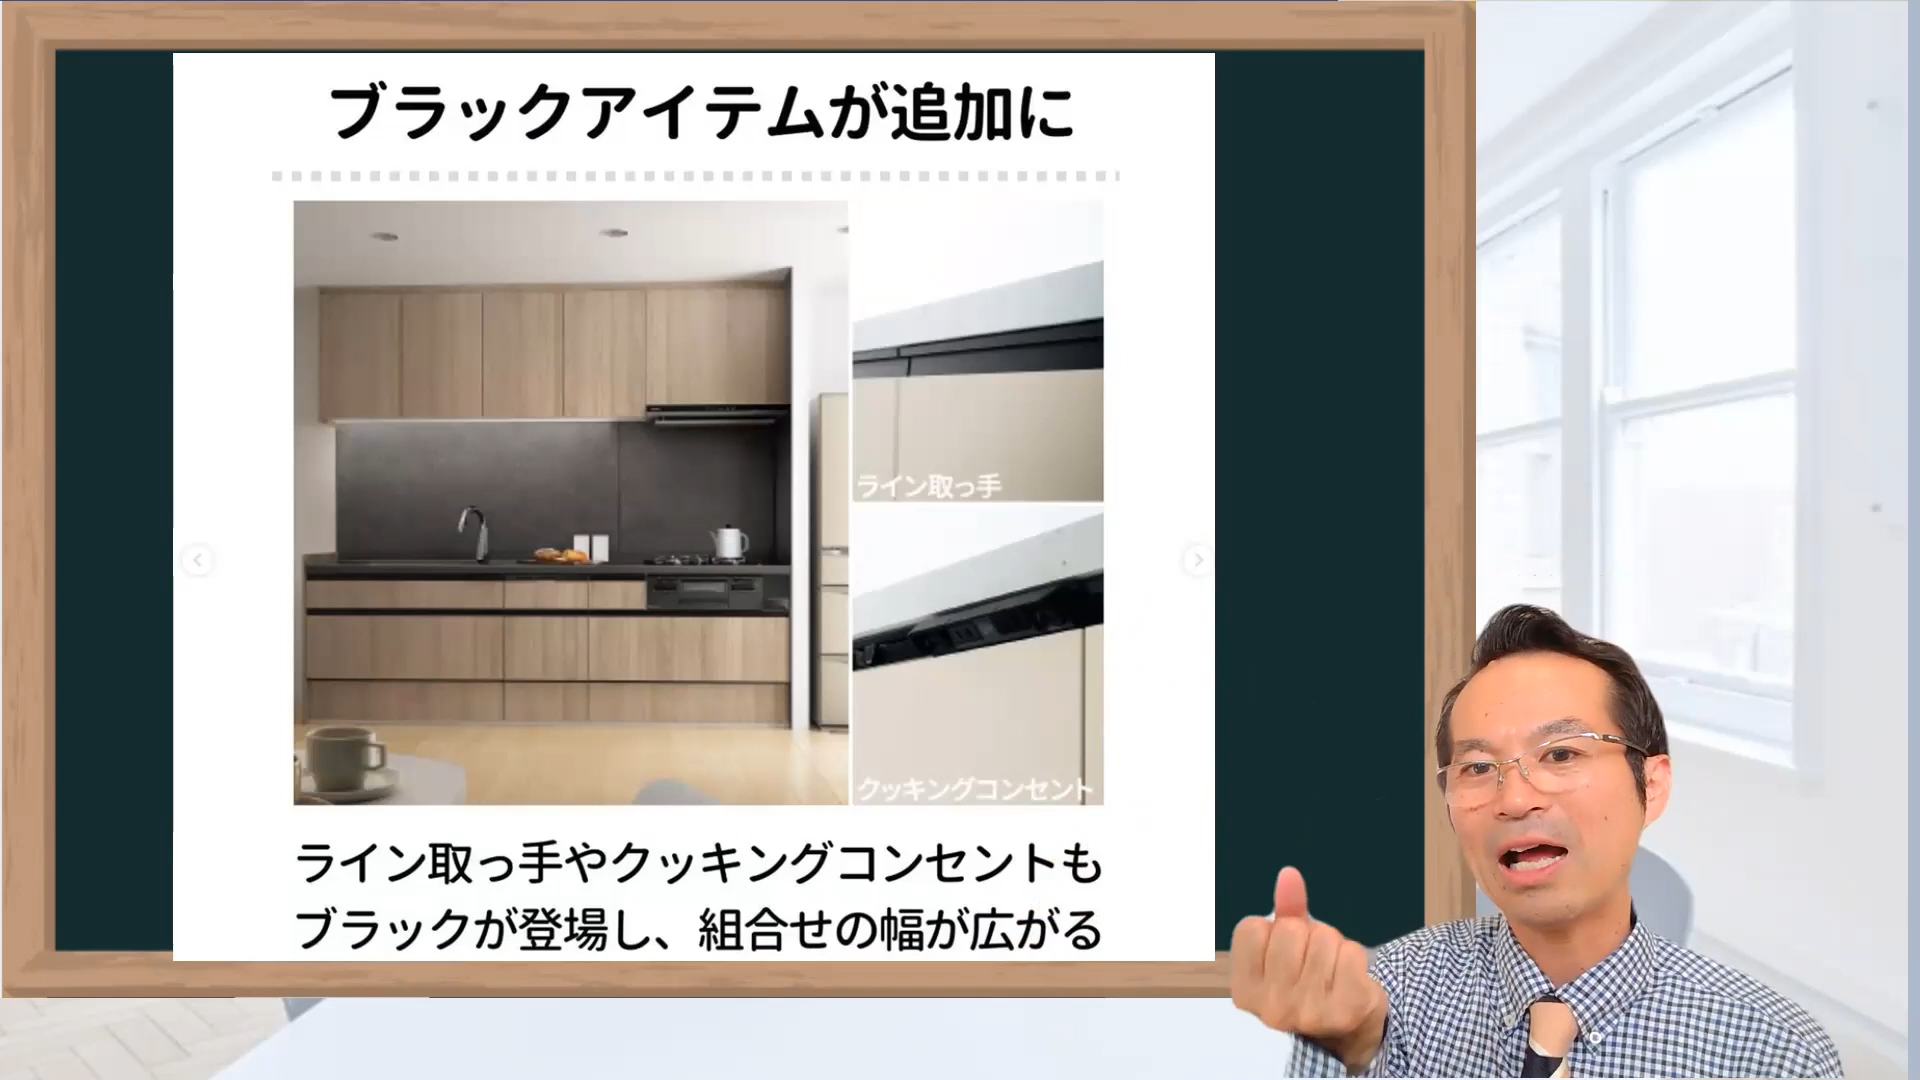 ブラックアイテムが追加に
ライン取っ手
クッキングコンセント
ライン取っ手やクッキングコンセントも
ブラックが登場し、組合せの幅が広がる